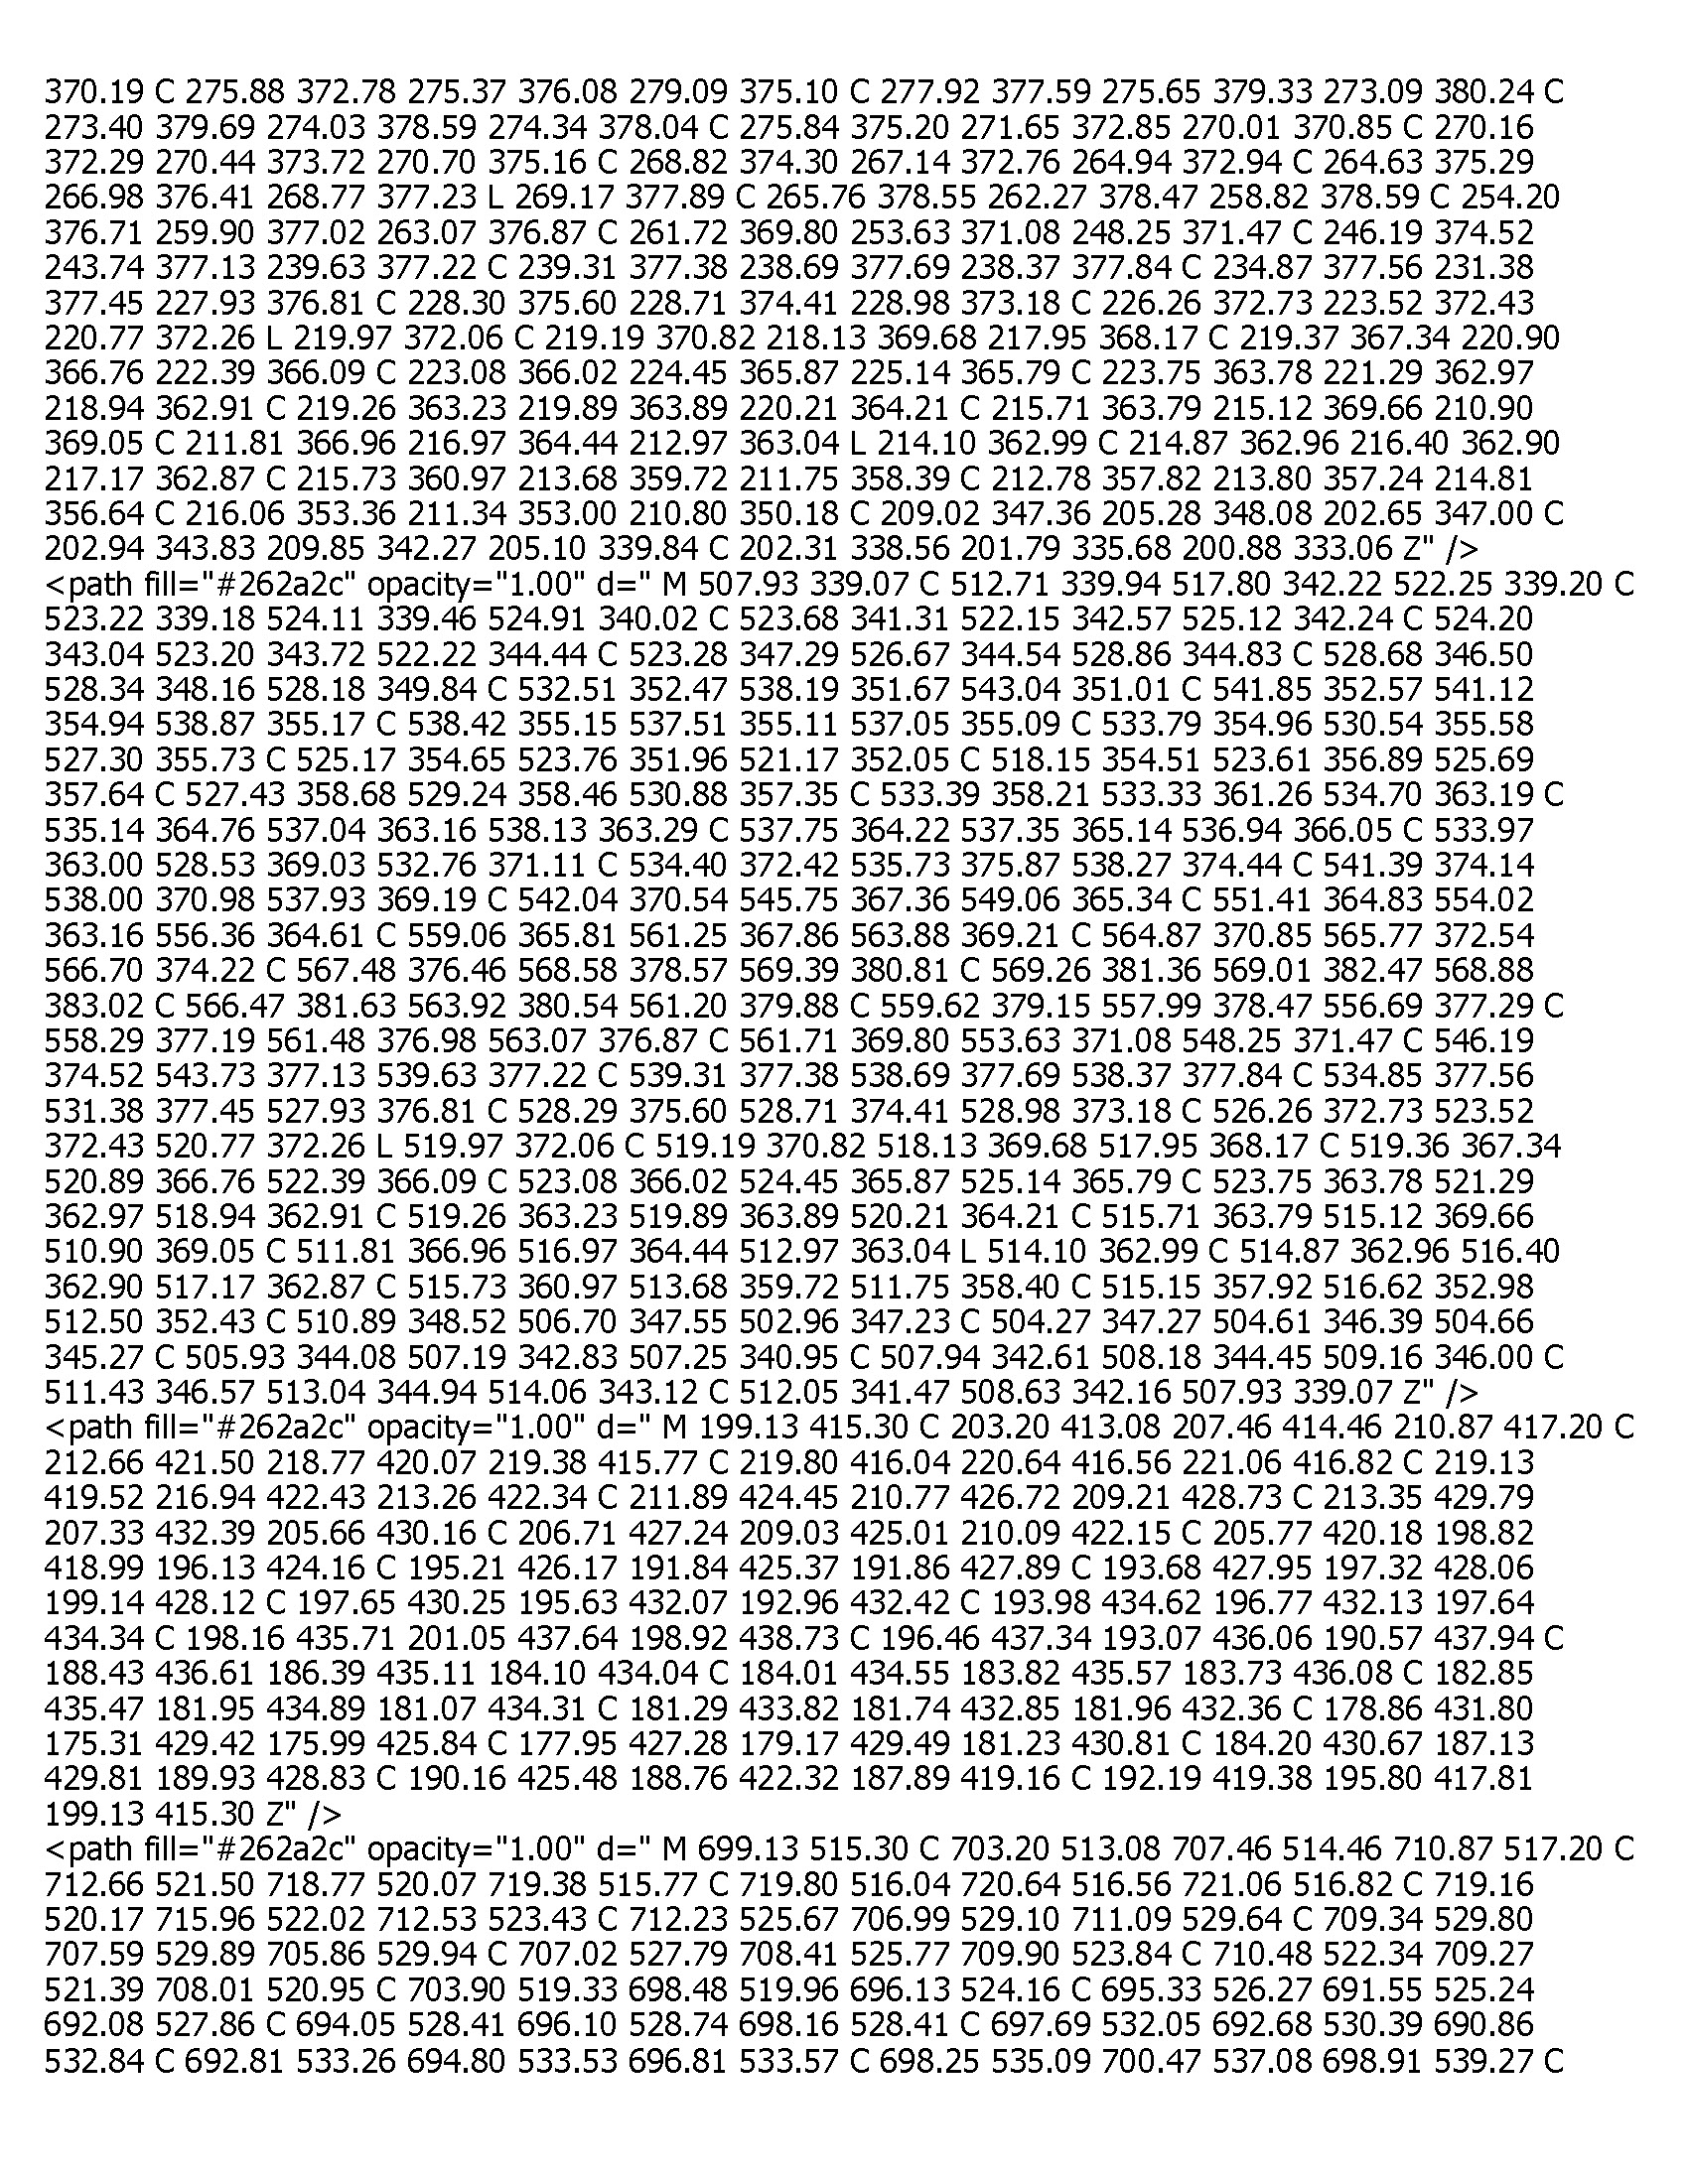 370.19 C 275.88 372.78 275.37 376.08 279.09 375.10 C 277.92 377.59 275.65 379.33 273.09 380.24 C
273.40 379.69 274.03 378.59 274.34 378.04 C 275.84 375.20 271.65 372.85 270.01 370.85 C 270.16
372.29 270.44 373.72 270.70 375.16 C 268.82 374.30 267.14 372.76 264.94 372.94 C 264.63 375.29
266.98 376.41 268.77 377.23 L 269.17 377.89 C 265.76 378.55 262.27 378.47 258.82 378.59 C 254.20
376.71 259.90 377.02 263.07 376.87 C 261.72 369.80 253.63 371.08 248.25 371.47 C 246.19 374.52
243.74 377.13 239.63 377.22 C 239.31 377.38 238.69 377.69 238.37 377.84 C 234.87 377.56 231.38
377.45 227.93 376.81 C 228.30 375.60 228.71 374.41 228.98 373.18 C 226.26 372.73 223.52 372.43
220.77 372.26 L 219.97 372.06 C 219.19 370.82 218.13 369.68 217.95 368.17 C 219.37 367.34 220.90
366.76 222.39 366.09 C 223.08 366.02 224.45 365.87 225.14 365.79 C 223.75 363.78 221.29 362.97
218.94 362.91 C 219.26 363.23 219.89 363.89 220.21 364.21 C 215.71 363.79 215.12 369.66 210.90
369.05 C 211.81 366.96 216.97 364.44 212.97 363.04 L 214.10 362.99 C 214.87 362.96 216.40 362.90
217.17 362.87 C 215.73 360.97 213.68 359.72 211.75 358.39 C 212.78 357.82 213.80 357.24 214.81
356.64 C 216.06 353.36 211.34 353.00 210.80 350.18 C 209.02 347.36 205.28 348.08 202.65 347.00 C
202.94 343.83 209.85 342.27 205.10 339.84 C 202.31 338.56 201.79 335.68 200.88 333.06 Z" />
<path fill="#262a2c" opacity="1.00" d=" M 507.93 339.07 C 512.71 339.94 517.80 342.22 522.25 339.20 C
523.22 339.18 524.11 339.46 524.91 340.02 C 523.68 341.31 522.15 342.57 525.12 342.24 C 524.20
343.04 523.20 343.72 522.22 344.44 C 523.28 347.29 526.67 344.54 528.86 344.83 C 528.68 346.50
528.34 348.16 528.18 349.84 C 532.51 352.47 538.19 351.67 543.04 351.01 C 541.85 352.57 541.12
354.94 538.87 355.17 C 538.42 355.15 537.51 355.11 537.05 355.09 C 533.79 354.96 530.54 355.58
527.30 355.73 C 525.17 354.65 523.76 351.96 521.17 352.05 C 518.15 354.51 523.61 356.89 525.69
357.64 C 527.43 358.68 529.24 358.46 530.88 357.35 C 533.39 358.21 533.33 361.26 534.70 363.19 C
535.14 364.76 537.04 363.16 538.13 363.29 C 537.75 364.22 537.35 365.14 536.94 366.05 C 533.97
363.00 528.53 369.03 532.76 371.11 C 534.40 372.42 535.73 375.87 538.27 374.44 C 541.39 374.14
538.00 370.98 537.93 369.19 C 542.04 370.54 545.75 367.36 549.06 365.34 C 551.41 364.83 554.02
363.16 556.36 364.61 C 559.06 365.81 561.25 367.86 563.88 369.21 C 564.87 370.85 565.77 372.54
566.70 374.22 C 567.48 376.46 568.58 378.57 569.39 380.81 C 569.26 381.36 569.01 382.47 568.88
383.02 C 566.47 381.63 563.92 380.54 561.20 379.88 C 559.62 379.15 557.99 378.47 556.69 377.29 C
558.29 377.19 561.48 376.98 563.07 376.87 C 561.71 369.80 553.63 371.08 548.25 371.47 C 546.19
374.52 543.73 377.13 539.63 377.22 C 539.31 377.38 538.69 377.69 538.37 377.84 C 534.85 377.56
531.38 377.45 527.93 376.81 C 528.29 375.60 528.71 374.41 528.98 373.18 C 526.26 372.73 523.52
372.43 520.77 372.26 L 519.97 372.06 C 519.19 370.82 518.13 369.68 517.95 368.17 C 519.36 367.34
520.89 366.76 522.39 366.09 C 523.08 366.02 524.45 365.87 525.14 365.79 C 523.75 363.78 521.29
362.97 518.94 362.91 C 519.26 363.23 519.89 363.89 520.21 364.21 C 515.71 363.79 515.12 369.66
510.90 369.05 C 511.81 366.96 516.97 364.44 512.97 363.04 L 514.10 362.99 C 514.87 362.96 516.40
362.90 517.17 362.87 C 515.73 360.97 513.68 359.72 511.75 358.40 C 515.15 357.92 516.62 352.98
512.50 352.43 C 510.89 348.52 506.70 347.55 502.96 347.23 C 504.27 347.27 504.61 346.39 504.66
345.27 C 505.93 344.08 507.19 342.83 507.25 340.95 C 507.94 342.61 508.18 344.45 509.16 346.00 C
511.43 346.57 513.04 344.94 514.06 343.12 C 512.05 341.47 508.63 342.16 507.93 339.07 Z" />
<path fill="#262a2c" opacity="1.00" d=" M 199.13 415.30 C 203.20 413.08 207.46 414.46 210.87 417.20 C
212.66 421.50 218.77 420.07 219.38 415.77 C 219.80 416.04 220.64 416.56 221.06 416.82 C 219.13
419.52 216.94 422.43 213.26 422.34 C 211.89 424.45 210.77 426.72 209.21 428.73 C 213.35 429.79
207.33 432.39 205.66 430.16 C 206.71 427.24 209.03 425.01 210.09 422.15 C 205.77 420.18 198.82
418.99 196.13 424.16 C 195.21 426.17 191.84 425.37 191.86 427.89 C 193.68 427.95 197.32 428.06
199.14 428.12 C 197.65 430.25 195.63 432.07 192.96 432.42 C 193.98 434.62 196.77 432.13 197.64
434.34 C 198.16 435.71 201.05 437.64 198.92 438.73 C 196.46 437.34 193.07 436.06 190.57 437.94 C
188.43 436.61 186.39 435.11 184.10 434.04 C 184.01 434.55 183.82 435.57 183.73 436.08 C 182.85
435.47 181.95 434.89 181.07 434.31 C 181.29 433.82 181.74 432.85 181.96 432.36 C 178.86 431.80
175.31 429.42 175.99 425.84 C 177.95 427.28 179.17 429.49 181.23 430.81 C 184.20 430.67 187.13
429.81 189.93 428.83 C 190.16 425.48 188.76 422.32 187.89 419.16 C 192.19 419.38 195.80 417.81
199.13 415.30 Z" />
<path fill="#262a2c" opacity="1.00" d=" M 699.13 515.30 C 703.20 513.08 707.46 514.46 710.87 517.20 C
712.66 521.50 718.77 520.07 719.38 515.77 C 719.80 516.04 720.64 516.56 721.06 516.82 C 719.16
520.17 715.96 522.02 712.53 523.43 C 712.23 525.67 706.99 529.10 711.09 529.64 C 709.34 529.80
707.59 529.89 705.86 529.94 C 707.02 527.79 708.41 525.77 709.90 523.84 C 710.48 522.34 709.27
521.39 708.01 520.95 C 703.90 519.33 698.48 519.96 696.13 524.16 C 695.33 526.27 691.55 525.24
692.08 527.86 C 694.05 528.41 696.10 528.74 698.16 528.41 C 697.69 532.05 692.68 530.39 690.86
532.84 C 692.81 533.26 694.80 533.53 696.81 533.57 C 698.25 535.09 700.47 537.08 698.91 539.27 C